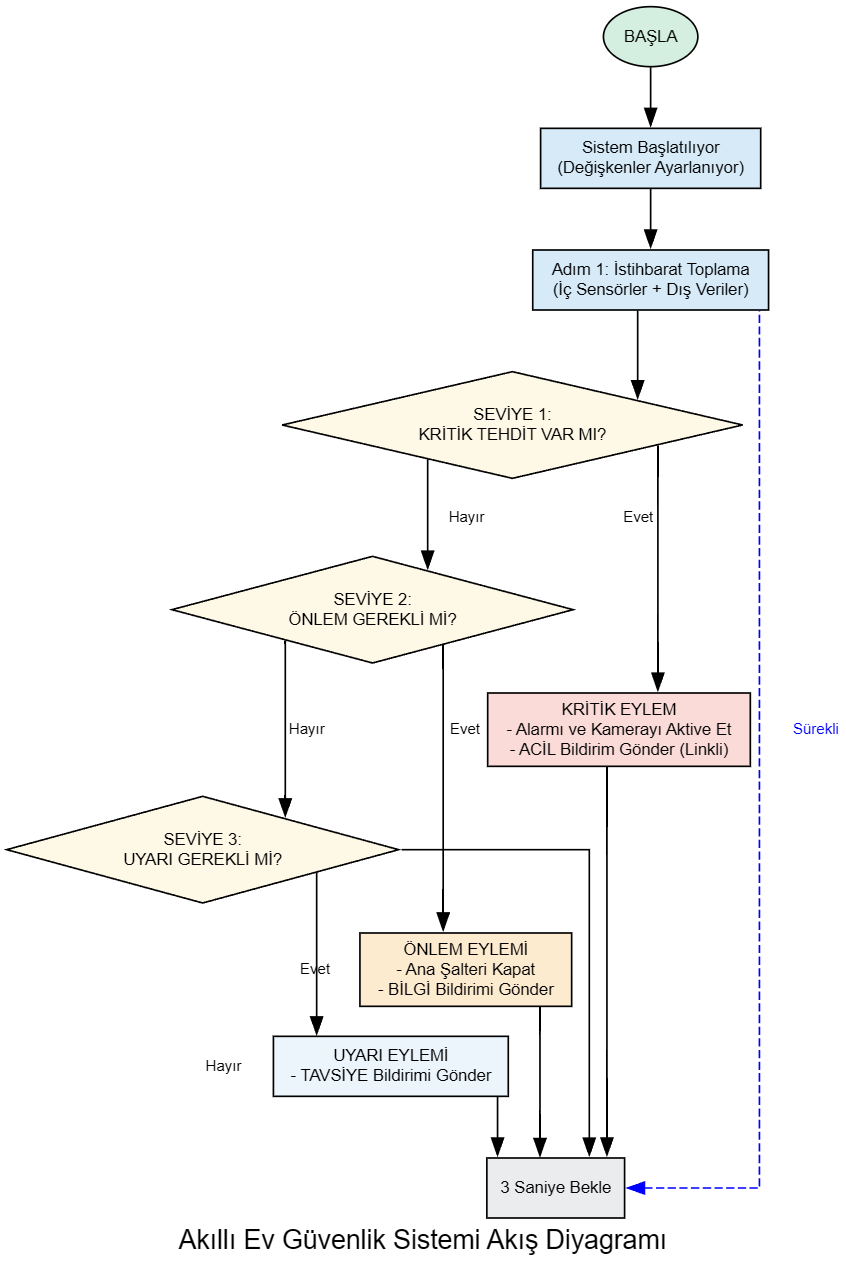 BAŞLA
Sistem Başlatılıyor
(Değişkenler Ayarlanıyor)
Adım 1: İstihbarat Toplama
(İç Sensörler + Dış Veriler)
SEVİYE 1:
KRİTİK TEHDİT VAR MI?
Hayır
Evet
SEVİYE 2:
ÖNLEM GEREKLİ Mİ?
Hayır
Evet
KRİTİK EYLEM
- Alarmı ve Kamerayı Aktive Et
- ACİL Bildirim Gönder (Linkli)
Sürekli
SEVİYE 3:
UYARI GEREKLİ Mİ?
Evet
ÖNLEM EYLEMİ
- Ana Şalteri Kapat
- BİLGİ Bildirimi Gönder
Hayır
UYARI EYLEMİ
- TAVSİYE Bildirimi Gönder
3 Saniye Bekle
Akıllı Ev Güvenlik Sistemi Akış Diyagramı